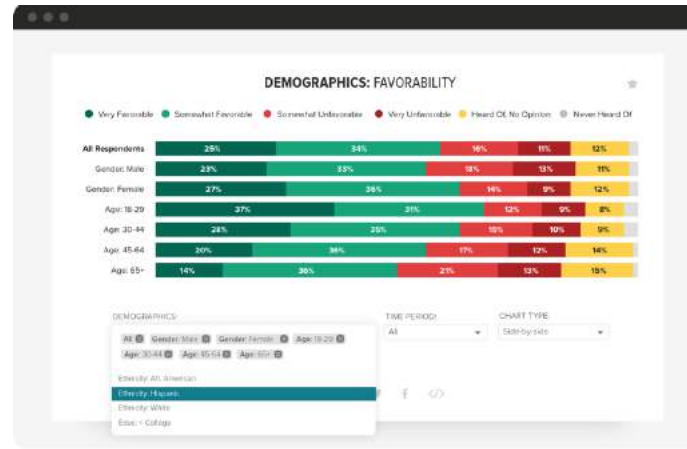 DEMOGRAPHICS: FAVORABILITY
Very Favorable Somewhat Favorable Somewhat Unfavorable Very Unfavorable Heard Of, No Opinion Never Heard Of
All Respondents 25% 34% 16% 11% 12%
Gender: Male 23% 33% 18% 13% 11%
Gender: Female 27% 36% 14% 9% 12%
Age: 18-29 37% 31% 12% 9% 8%
Age: 30-44 28% 35% 15% 10% 9%
Age: 45-64 20% 36% 17% 12% 14%
Age: 65+ 14% 36% 21% 13% 15%
DEMOGRAPHICS: TIME PERIOD: CHART TYPE:
All Gender: Male Gender: Female Age: 18-29 All Side-by-side
Age: 30-44 Age: 45-64 Age: 65+
Ethnicity: Afr. American
Ethnicity: Hispanic
Ethnicity: White
Educ: < College